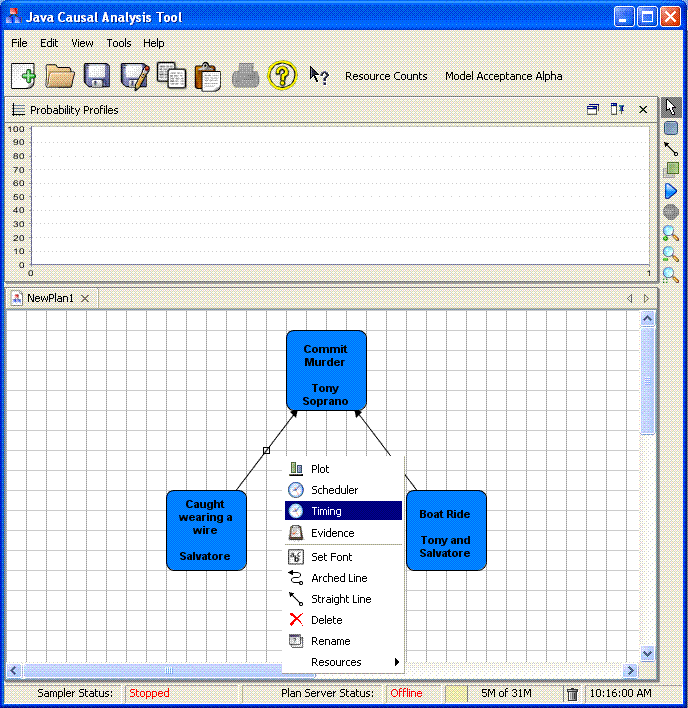 Java Causal Analysis Tool
File Edit View Tools Help
Resource Counts Model Acceptance Alpha
Probability Profiles
100
90
80
70
60
50
40
30
20
10
0
0 1
NewPlan1
Commit
Murder
Tony
Soprano
Caught
wearing a
wire
Salvatore
Boat Ride
Tony and
Salvatore
Plot
Scheduler
Timing
Evidence
Set Font
Arched Line
Straight Line
Delete
Rename
Resources
Sampler Status: Stopped Plan Server Status: Offline 5M of 31M 10:16:00 AM